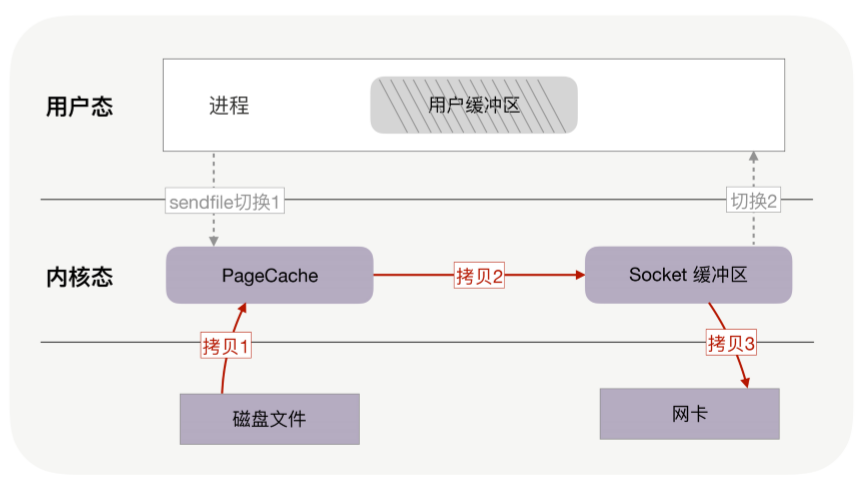 用户态
进程
用户缓冲区
sendfile切换1
切换2
内核态
PageCache
拷贝2
Socket 缓冲区
拷贝1
拷贝3
磁盘文件
网卡